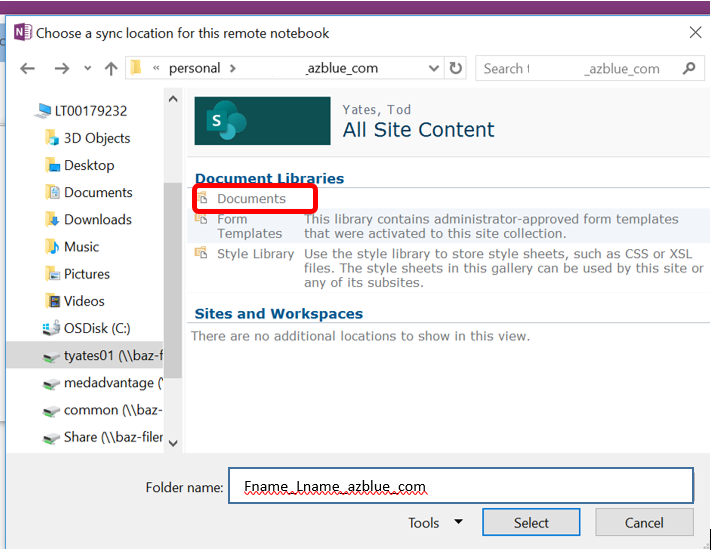 Choose a sync location for this remote notebook
« personal > _azblue_com
Search t _azblue_com
LT00179232
3D Objects
Desktop
Documents
Downloads
Music
Pictures
Videos
OSDisk (C:)
tyates01 (\\baz-f
medadvantage (\
common (\\baz-
Share (\\baz-filer
S
Yates, Tod
All Site Content
Document Libraries
Documents
Form Templates
This library contains administrator-approved form templates
that were activated to this site collection.
Style Library
Use the style library to store style sheets, such as CSS or XSL
files. The style sheets in this gallery can be used by this site or
any of its subsites.
Sites and Workspaces
There are no additional locations to show in this view.
Folder name: Fname_Lname_azblue_com
Tools Select Cancel